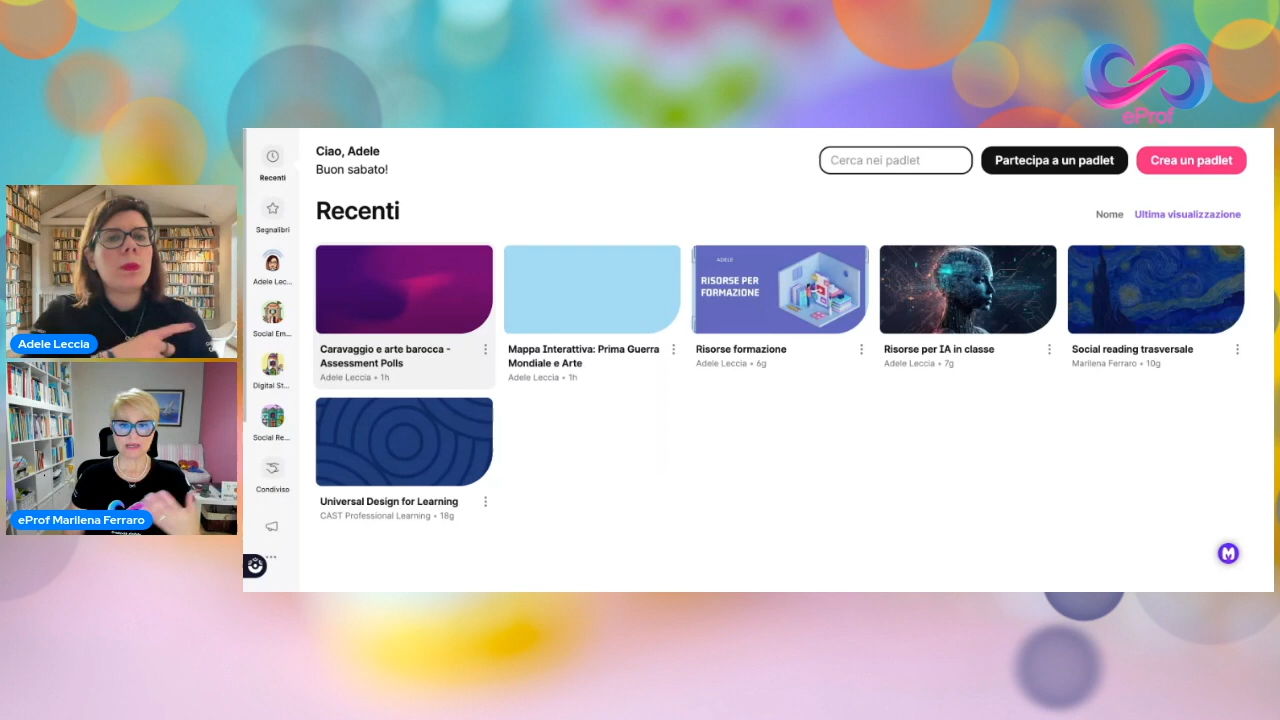 eProf
Ciao, Adele
Buon sabato!
Cerca nei padlet
Partecipa a un padlet
Crea un padlet
Recenti
Segnalibri
Adele Lec...
Social Em...
Digital St...
Social Re...
Condiviso
Recenti
Nome
Ultima visualizzazione
Caravaggio e arte barocca -
Assessment Polls
Adele Leccia • 1h
Mappa Interattiva: Prima Guerra
Mondiale e Arte
Adele Leccia • 1h
ADELE
RISORSE PER
FORMAZIONE
Risorse formazione
Adele Leccia • 6g
Risorse per IA in classe
Adele Leccia • 7g
Social reading trasversale
Marilena Ferraro • 10g
Universal Design for Learning
CAST Professional Learning • 18g
Adele Leccia
eProf Marilena Ferraro